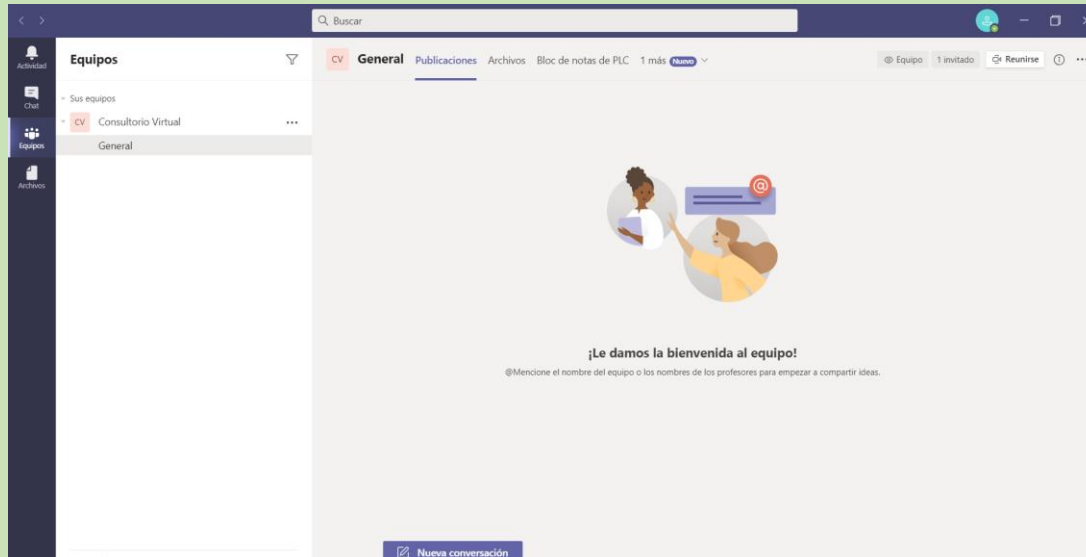 Buscar
Actividad
Chat
Equipos
Archivos
Equipos
Sus equipos
CV Consultorio Virtual
General
CV General Publicaciones Archivos Bloc de notas de PLC 1 más Nuevo
Equipo 1 invitado Reunirse
@
¡Le damos la bienvenida al equipo!
@Mencione el nombre del equipo o los nombres de los profesores para empezar a compartir ideas.
Nueva conversación